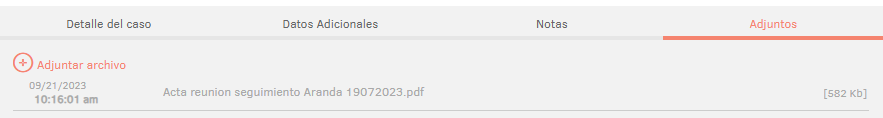 Detalle del caso Datos Adicionales Notas Adjuntos
Adjuntar archivo
09/21/2023
10:16:01 am
Acta reunion seguimiento Aranda 19072023.pdf [582 Kb]